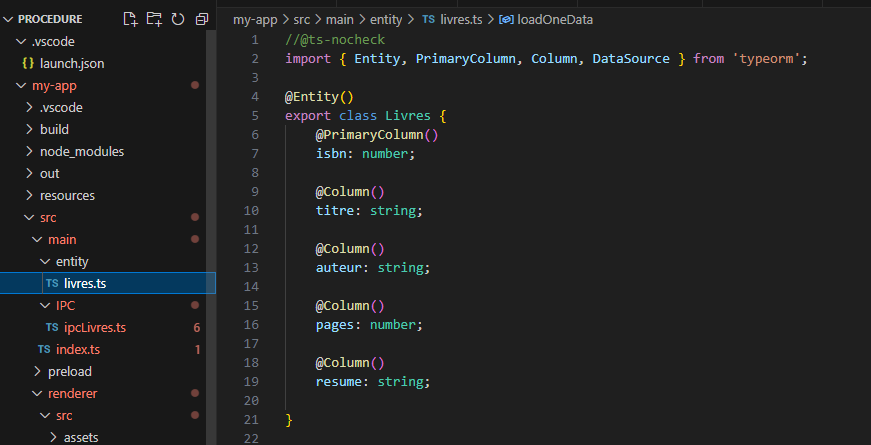 PROCEDURE
.vscode
{} launch.json
my-app
.vscode
build
node_modules
out
resources
src
main
entity
TS livres.ts
IPC
TS ipcLivres.ts 6
TS index.ts 1
preload
renderer
src
assets
my-app > src > main > entity > TS livres.ts > loadOneData
1 //@ts-nocheck
2 import { Entity, PrimaryColumn, Column, DataSource } from 'typeorm';
3
4 @Entity()
5 export class Livres {
6 @PrimaryColumn()
7 isbn: number;
8
9 @Column()
10 titre: string;
11
12 @Column()
13 auteur: string;
14
15 @Column()
16 pages: number;
17
18 @Column()
19 resume: string;
20
21 }
22